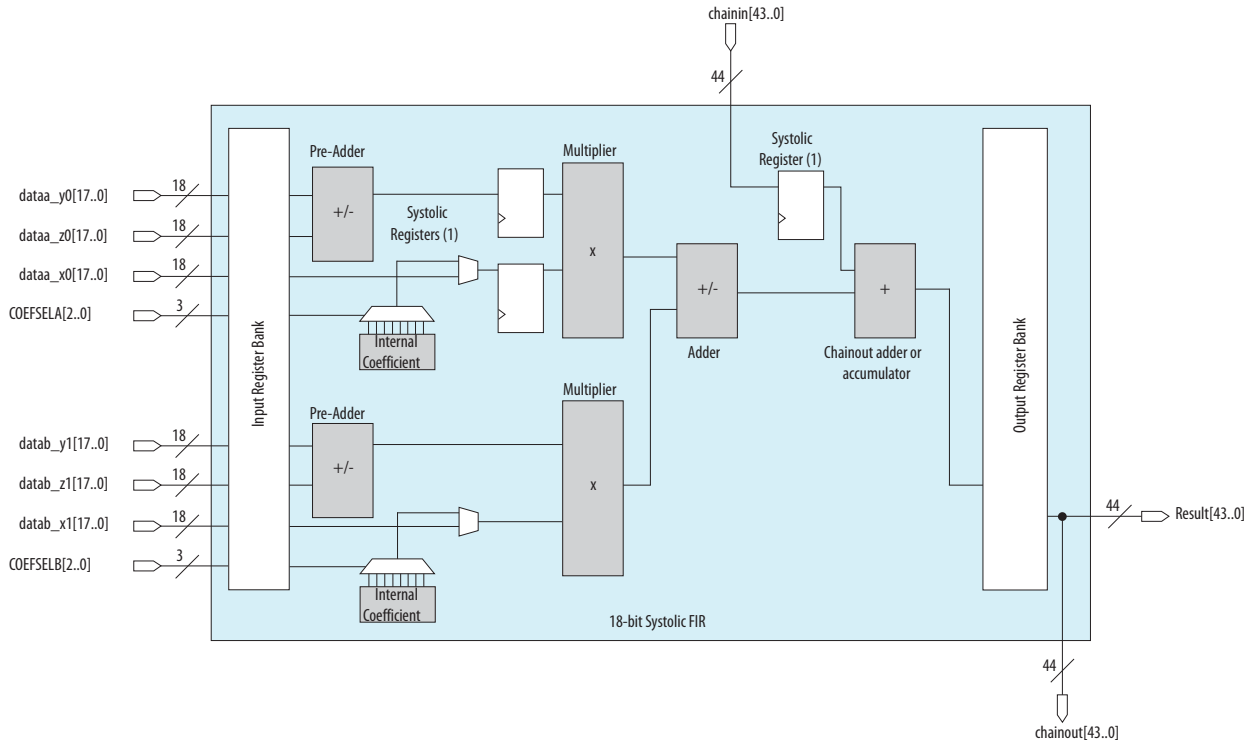 chainin[43..0]
44
Systolic
Register (1)
Pre-Adder
Multiplier
dataa_y0[17..0]
18
+/-
dataa_z0[17..0]
18
Systolic
Registers (1)
x
dataa_x0[17..0]
18
+/-
+
COEFSELA[2..0]
3
Internal
Coefficient
Adder
Chainout adder or
accumulator
Input Register Bank
Output Register Bank
Multiplier
Pre-Adder
datab_y1[17..0]
18
+/-
datab_z1[17..0]
18
x
datab_x1[17..0]
18
44
Result[43..0]
COEFSELB[2..0]
3
Internal
Coefficient
18-bit Systolic FIR
44
chainout[43..0]